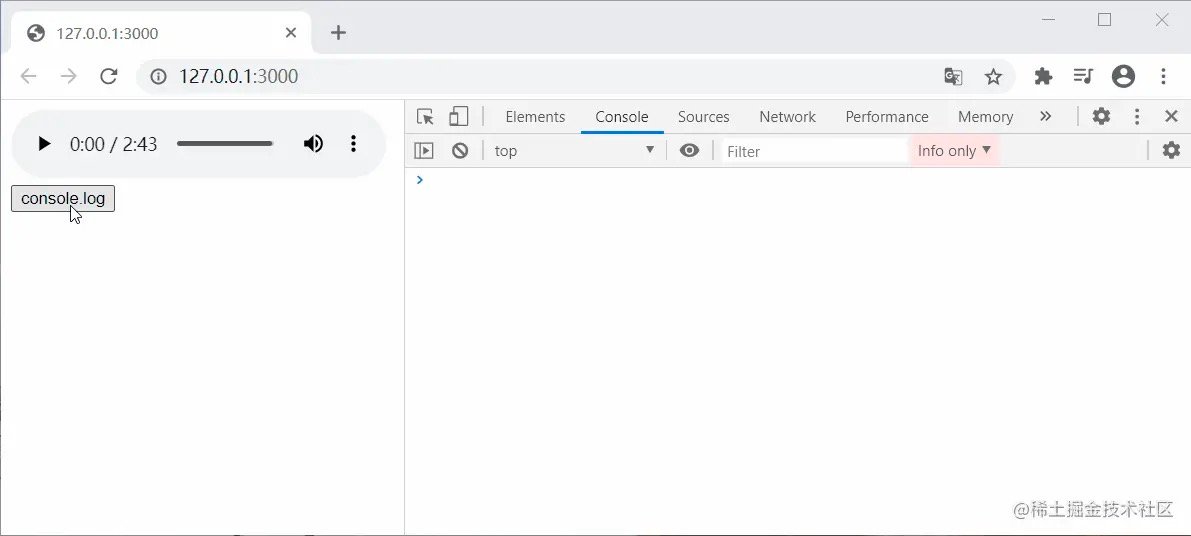 127.0.0.1:3000
127.0.0.1:3000
0:00 / 2:43
console.log
Elements Console Sources Network Performance Memory
top Filter Info only
@稀土掘金技术社区